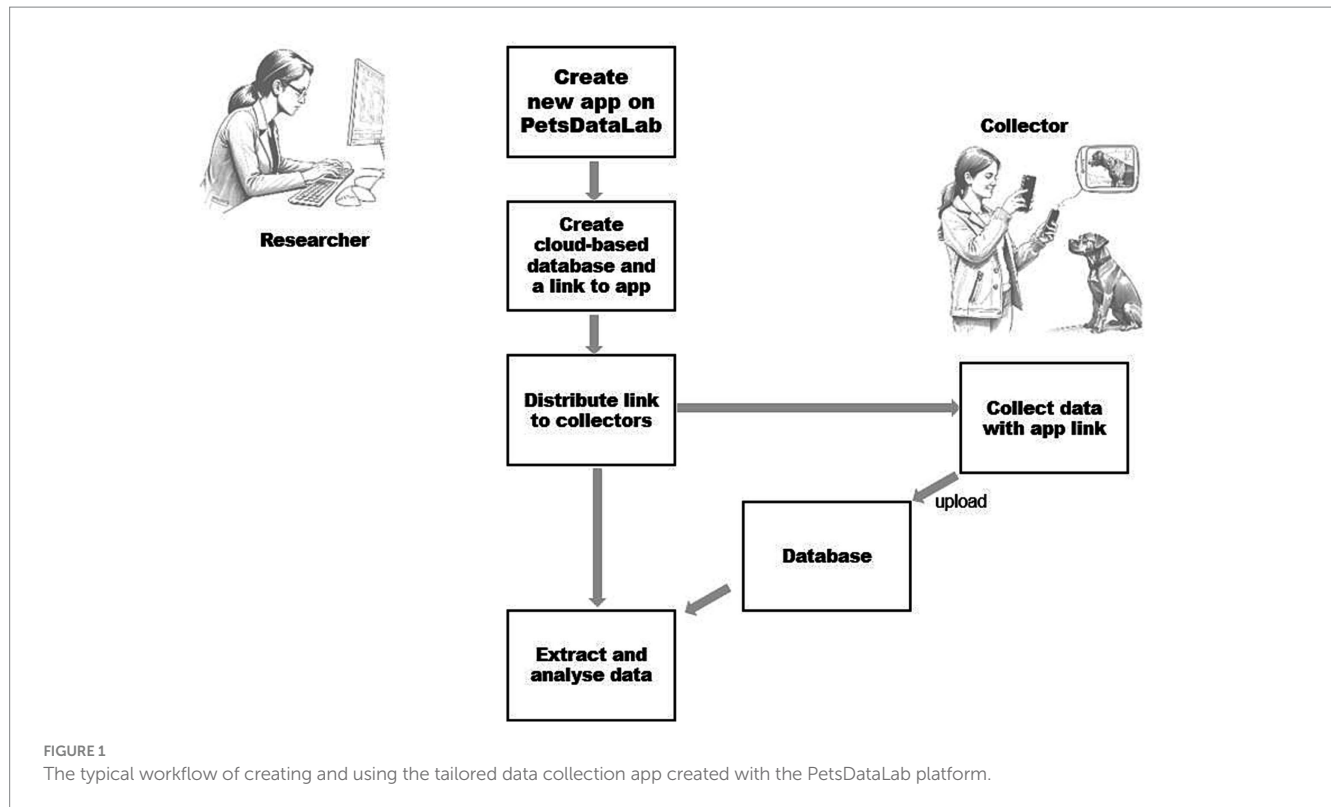 Create
new app on
PetsDataLab
Collector
Researcher
Create
cloud-based
database and
a link to app
Distribute link
to collectors
Collect data
with app link
upload
Database
Extract and
analyse data
FIGURE 1
The typical workflow of creating and using the tailored data collection app created with the PetsDataLab platform.